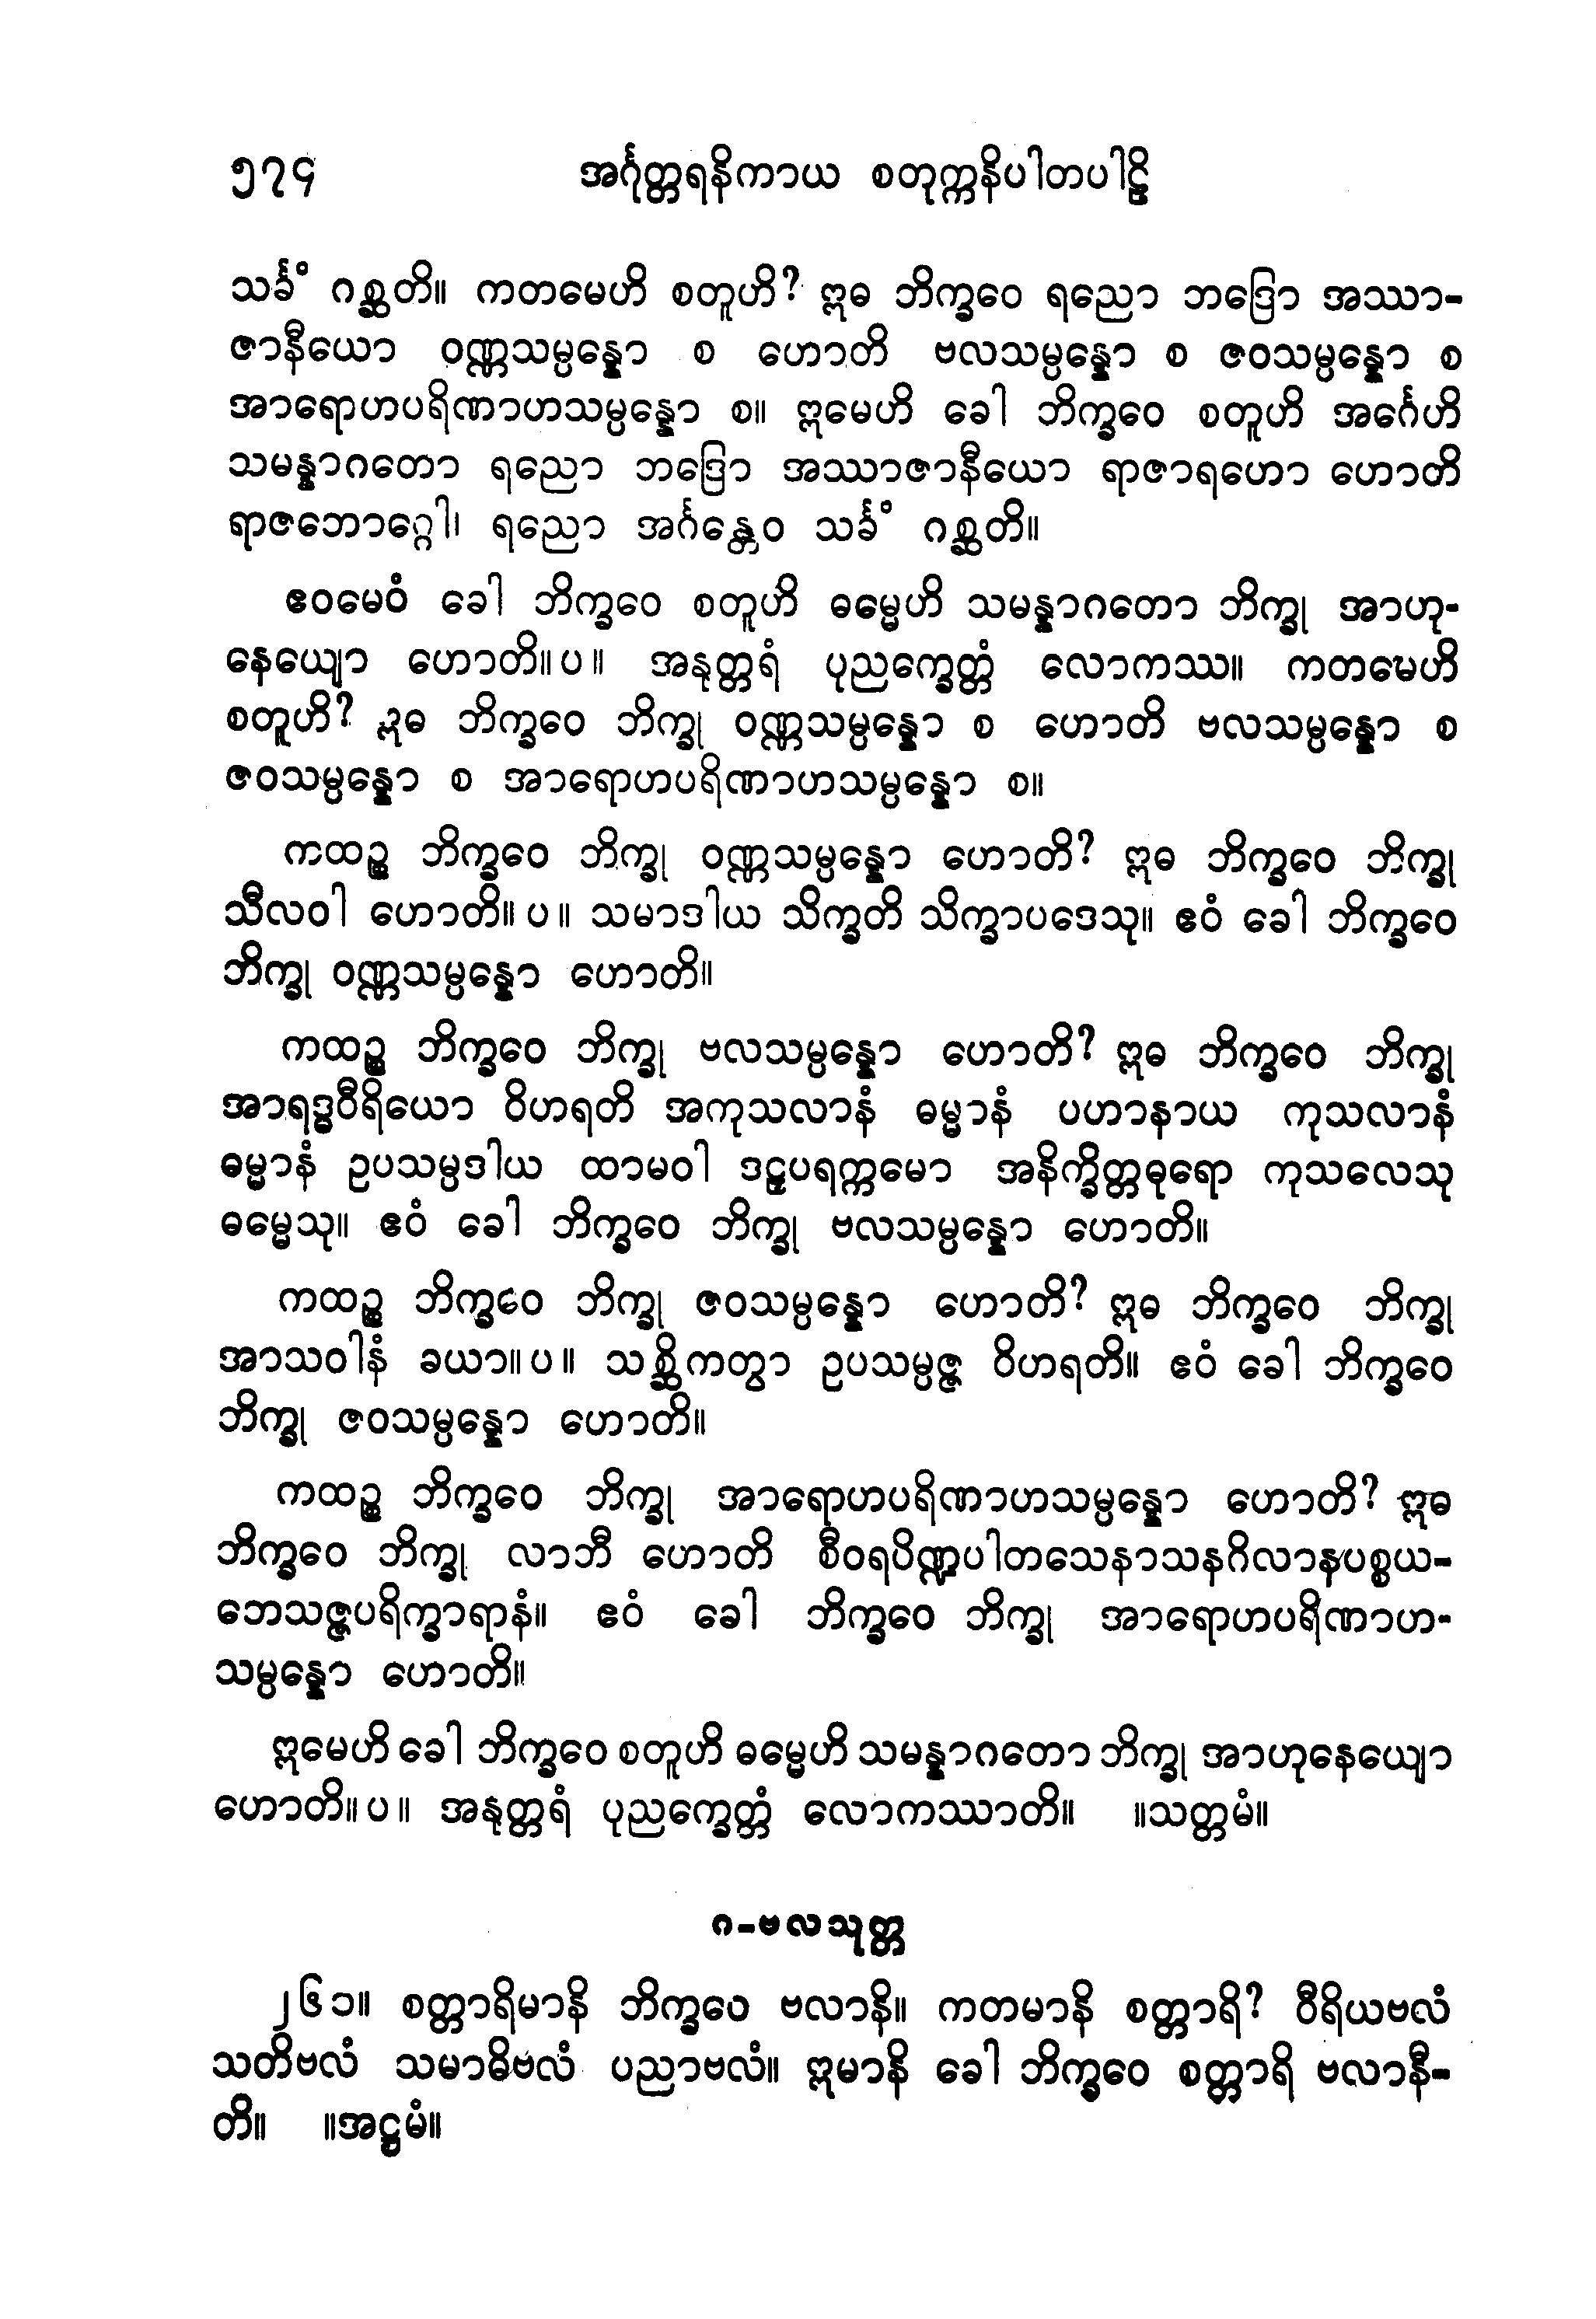 ၅၇၄ အင်္ဂုတ္တရနိကာယ စတုက္ကနိပါတပါဠိ
သင်္ခံ ဂစ္ဆတိ။ ကတမေဟိ စတူဟိ? ဣဓ ဘိက္ခဝေ ရညော ဘဒြော အဿာ-
ဇာနီယော ဝဏ္ဏသမ္ပန္နော စ ဟောတိ ဗလသမ္ပန္နော စ ဇဝသမ္ပန္နော စ
အာရောဟပရိဏာဟသမ္ပန္နော စ။ ဣမေဟိ ခေါ ဘိက္ခဝေ စတူဟိ အင်္ဂေဟိ
သမန္နာဂတော ရညော ဘဒြော အဿာဇာနီယော ရာဇာရဟော ဟောတိ
ရာဇဘောဂ္ဂေါ၊ ရညော အင်္ဂန္တေဝ သင်္ခံ ဂစ္ဆတိ။
ဧဝမေဝံ ခေါ ဘိက္ခဝေ စတူဟိ ဓမ္မေဟိ သမန္နာဂတော ဘိက္ခု အာဟု-
နေယျော ဟောတိ။ပ။ အနုတ္တရံ ပုညက္ခေတ္တံ လောကဿ။ ကတမေဟိ
စတူဟိ? ဣဓ ဘိက္ခဝေ ဘိက္ခု ဝဏ္ဏသမ္ပန္နော စ ဟောတိ ဗလသမ္ပန္နော စ
ဇဝသမ္ပန္နော စ အာရောဟပရိဏာဟသမ္ပန္နော စ။
ကထဉ္စ ဘိက္ခဝေ ဘိက္ခု ဝဏ္ဏသမ္ပန္နော ဟောတိ? ဣဓ ဘိက္ခဝေ ဘိက္ခု
သီလဝါ ဟောတိ။ပ။ သမာဒါယ သိက္ခတိ သိက္ခာပဒေသု။ ဧဝံ ခေါ ဘိက္ခဝေ
ဘိက္ခု ဝဏ္ဏသမ္ပန္နော ဟောတိ။
ကထဉ္စ ဘိက္ခဝေ ဘိက္ခု ဗလသမ္ပန္နော ဟောတိ? ဣဓ ဘိက္ခဝေ ဘိက္ခု
အာရဒ္ဓဝီရိယော ဝိဟရတိ အကုသလာနံ ဓမ္မာနံ ပဟာနာယ ကုသလာနံ
ဓမ္မာနံ ဥပသမ္ပဒါယ ထာမဝါ ဒဠှပရက္ကမော အနိက္ခိတ္တဓုရော ကုသလေသု
ဓမ္မေသု။ ဧဝံ ခေါ ဘိက္ခဝေ ဘိက္ခု ဗလသမ္ပန္နော ဟောတိ။
ကထဉ္စ ဘိက္ခဝေ ဘိက္ခု ဇဝသမ္ပန္နော ဟောတိ? ဣဓ ဘိက္ခဝေ ဘိက္ခု
အာသဝါနံ ခယာ။ပ။ သစ္ဆိကတွာ ဥပသမ္ပဇ္ဇ ဝိဟရတိ။ ဧဝံ ခေါ ဘိက္ခဝေ
ဘိက္ခု ဇဝသမ္ပန္နော ဟောတိ။
ကထဉ္စ ဘိက္ခဝေ ဘိက္ခု အာရောဟပရိဏာဟသမ္ပန္နော ဟောတိ? ဣဓ
ဘိက္ခဝေ ဘိက္ခု လာဘီ ဟောတိ စီဝရပိဏ္ဍပါတသေနာသနဂိလာနပစ္စယ-
ဘေသဇ္ဇပရိက္ခာရာနံ။ ဧဝံ ခေါ ဘိက္ခဝေ ဘိက္ခု အာရောဟပရိဏာဟ-
သမ္ပန္နော ဟောတိ။
ဣမေဟိ ခေါ ဘိက္ခဝေ စတူဟိ ဓမ္မေဟိ သမန္နာဂတော ဘိက္ခု အာဟုနေယျော
ဟောတိ။ပ။ အနုတ္တရံ ပုညက္ခေတ္တံ လောကဿာတိ။ ။သတ္တမံ။
ဂ-ဗလသုတ္တ
၂၆၁။ စတ္တာရိမာနိ ဘိက္ခဝေ ဗလာနိ။ ကတမာနိ စတ္တာရိ? ဝီရိယဗလံ
သတိဗလံ သမာဓိဗလံ ပညာဗလံ။ ဣမာနိ ခေါ ဘိက္ခဝေ စတ္တာရိ ဗလာနီ-
တိ။ ။အဋ္ဌမံ။